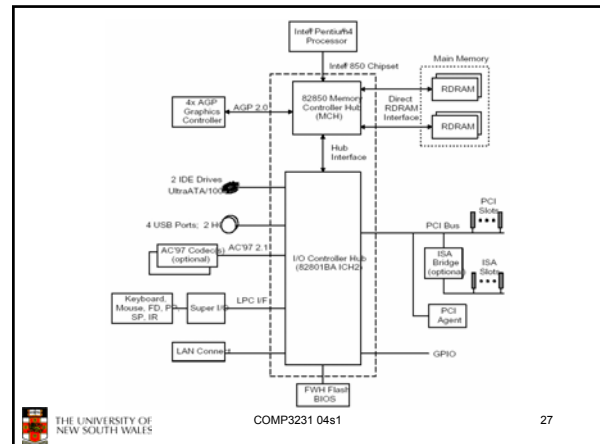 Intel® Pentium®4
Processor
Intel® 850 Chipset
Main Memory
4x AGP
Graphics
Controller
AGP 2.0
82850 Memory
Controller Hub
(MCH)
Direct
RDRAM
Interface
RDRAM
RDRAM
Hub
Interface
2 IDE Drives
UltraATA/100
4 USB Ports; 2 HC
AC'97 Codec(s)
(optional)
AC'97 2.1
I/O Controller Hub
(82801BA ICH2)
PCI Bus
PCI
Slots
ISA
Bridge
(optional)
ISA
Slots
Keyboard,
Mouse, FD, PP,
SP, IR
Super I/O
LPC I/F
PCI
Agent
LAN Connect
GPIO
FWH Flash
BIOS
THE UNIVERSITY OF
NEW SOUTH WALES
COMP3231 04s1
27